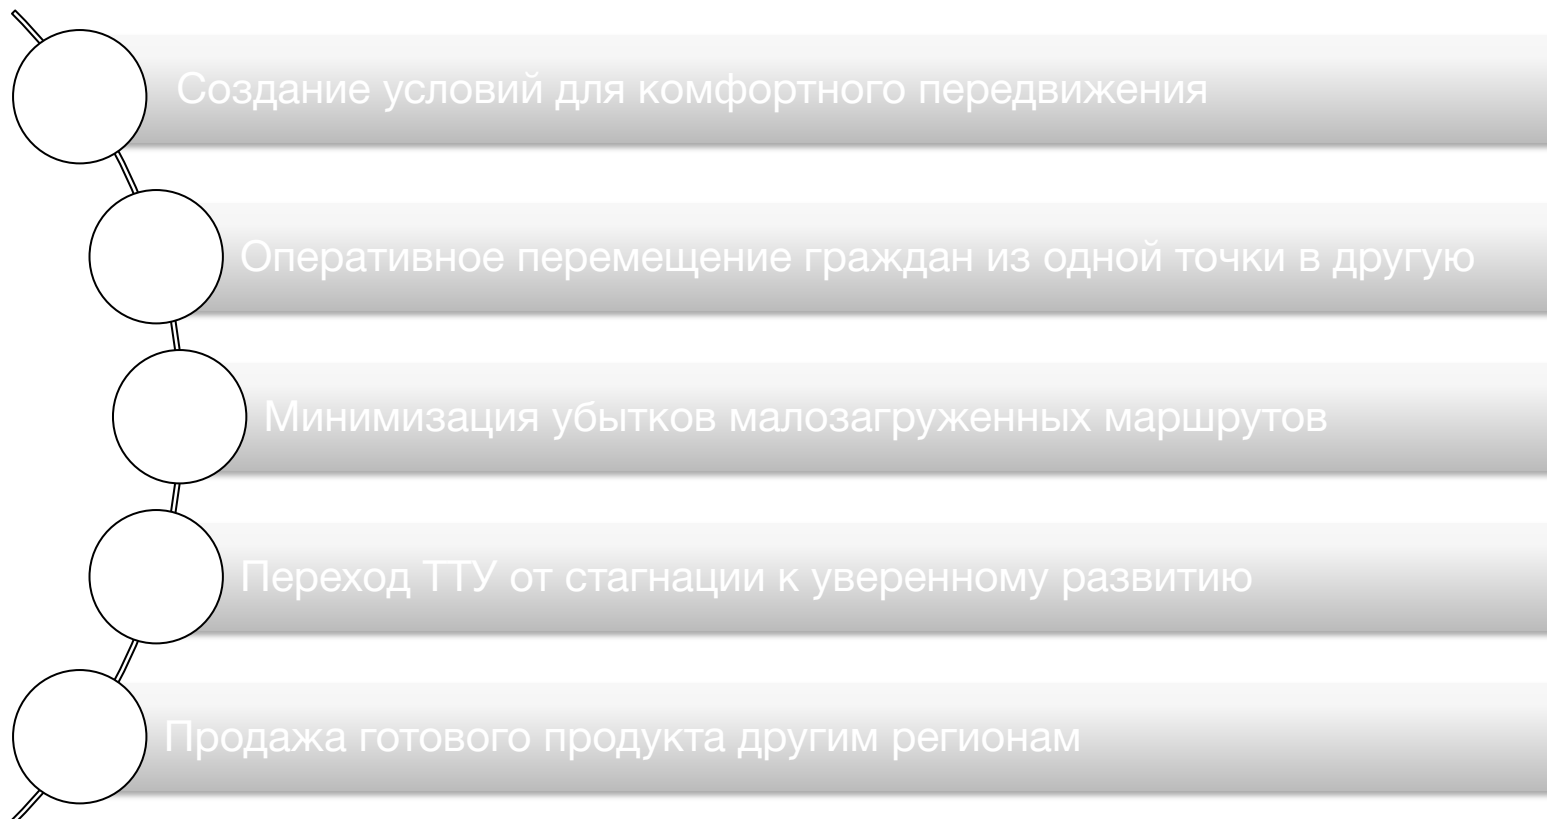 Создание условий для комфортного передвижения
Оперативное перемещение граждан из одной точки в другую
Минимизация убытков малозагруженных маршрутов
Переход ТТУ от стагнации к уверенному развитию
Продажа готового продукта другим регионам